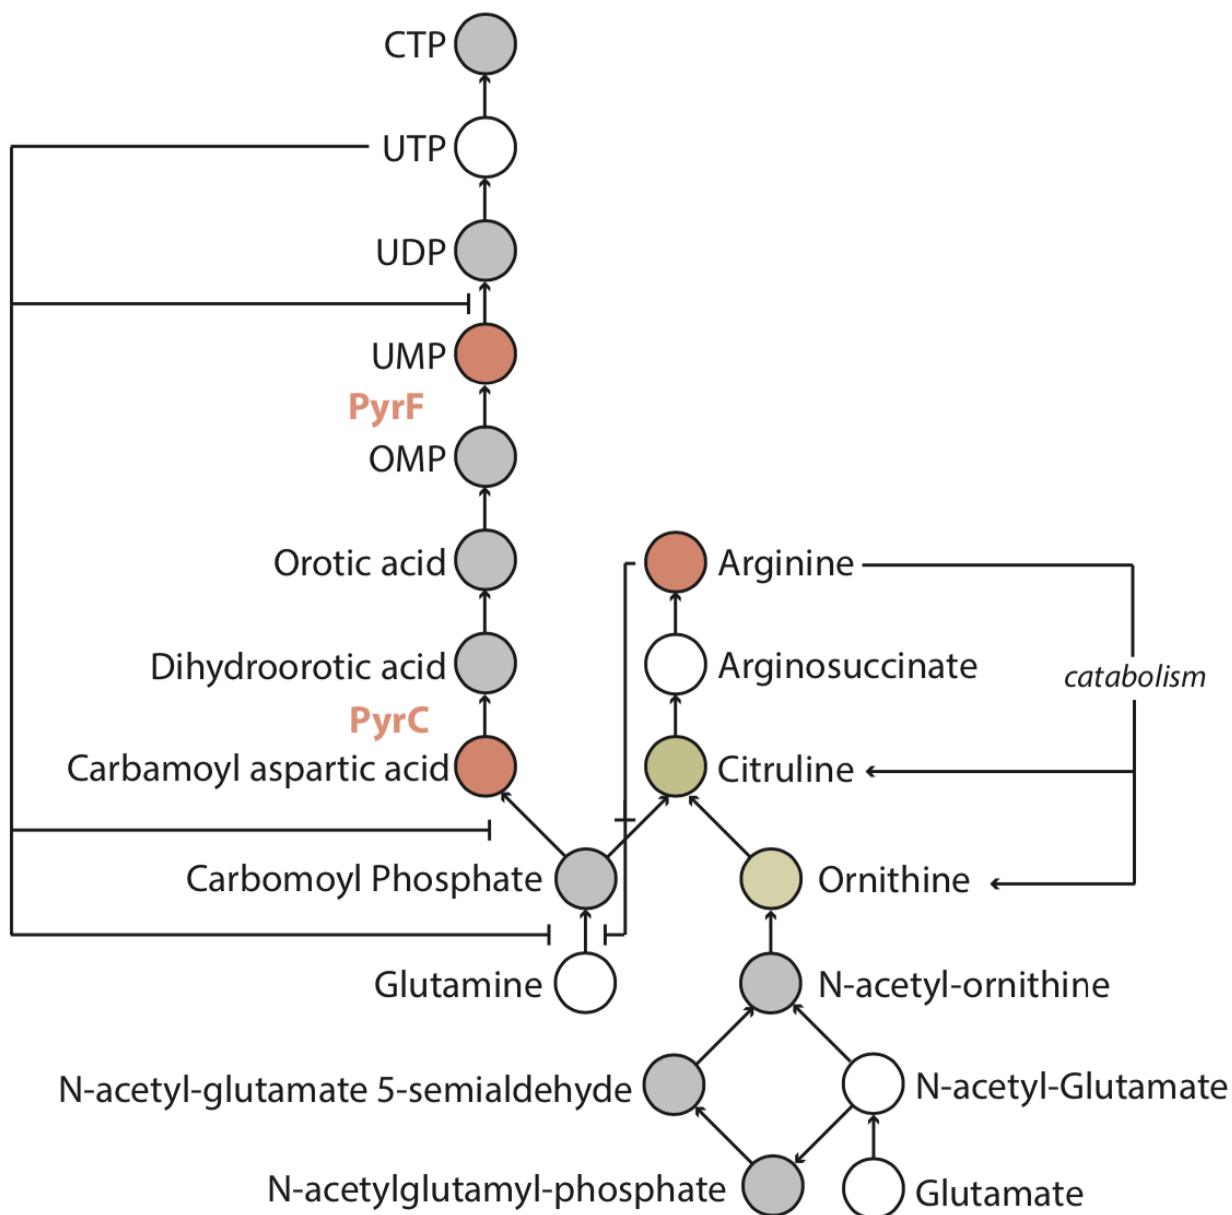 CTP
UTP
UDP
UMP
PyrF
OMP
Orotic acid
Arginine
Dihydroorotic acid
Arginosuccinate
catabolism
PyrC
Carbamoyl aspartic acid
Citruline
Carbomoyl Phosphate
Ornithine
Glutamine
N-acetyl-ornithine
N-acetyl-glutamate 5-semialdehyde
N-acetyl-Glutamate
N-acetylglutamyl-phosphate
Glutamate